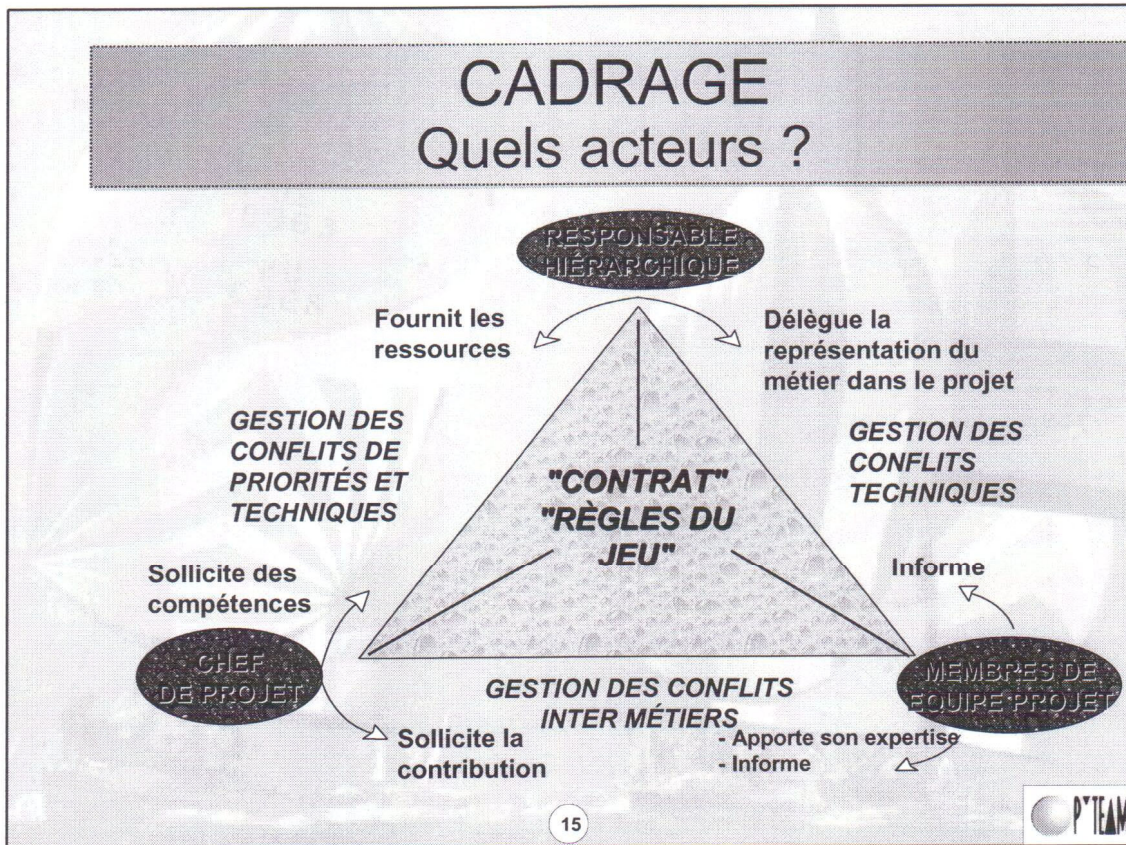 CADRAGE
Quels acteurs ?
RESPONSABLE
HIÉRARCHIQUE
Fournit les
ressources
Délègue la
représentation du
métier dans le projet
GESTION DES
CONFLITS DE
PRIORITÉS ET
TECHNIQUES
GESTION DES
CONFLITS
TECHNIQUES
"CONTRAT"
"RÈGLES DU
JEU"
Sollicite des
compétences
Informe
CHEF
DE PROJET
MEMBRES DE
EQUIPE PROJET
GESTION DES CONFLITS
INTER MÉTIERS
Sollicite la
contribution
- Apporte son expertise
- Informe
15
P'TEAM